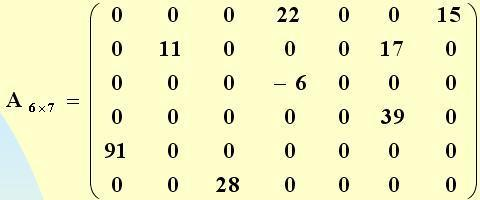 0 0 0 22 0 0 15
0 11 0 0 0 17 0
0 0 0 – 6 0 0 0
A 6×7 =
0 0 0 0 0 39 0
91 0 0 0 0 0 0
0 0 28 0 0 0 0